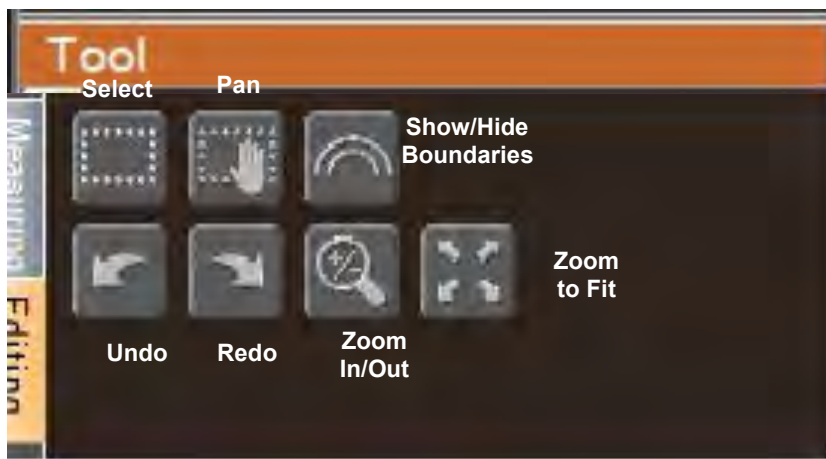 Tool
Select
Pan
Show/Hide
Boundaries
Measuring
+/-
Zoom
to Fit
Editing
Undo
Redo
Zoom
In/Out